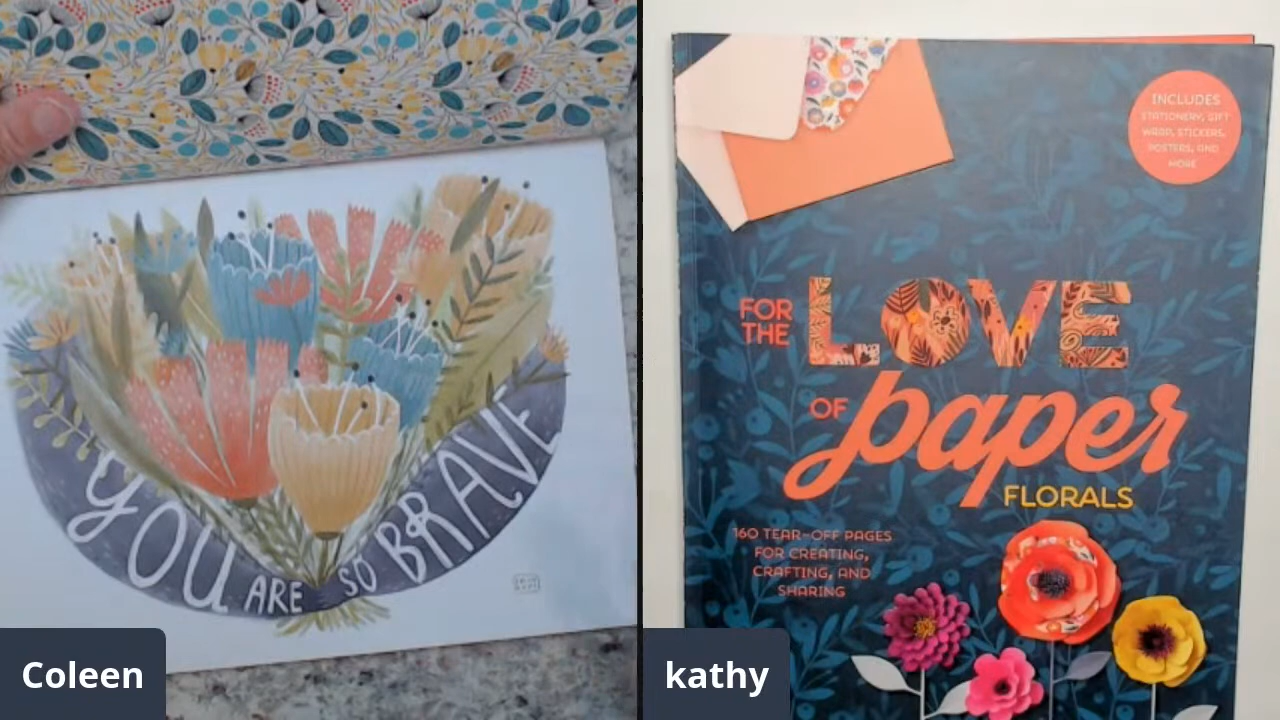 YOU ARE SO BRAVE
Coleen
INCLUDES
STATIONERY, GIFT
WRAP, STICKERS,
POSTERS, AND
MORE
FOR
THE LOVE
OF paper
FLORALS
160 TEAR-OFF PAGES
FOR CREATING,
CRAFTING, AND
SHARING
kathy